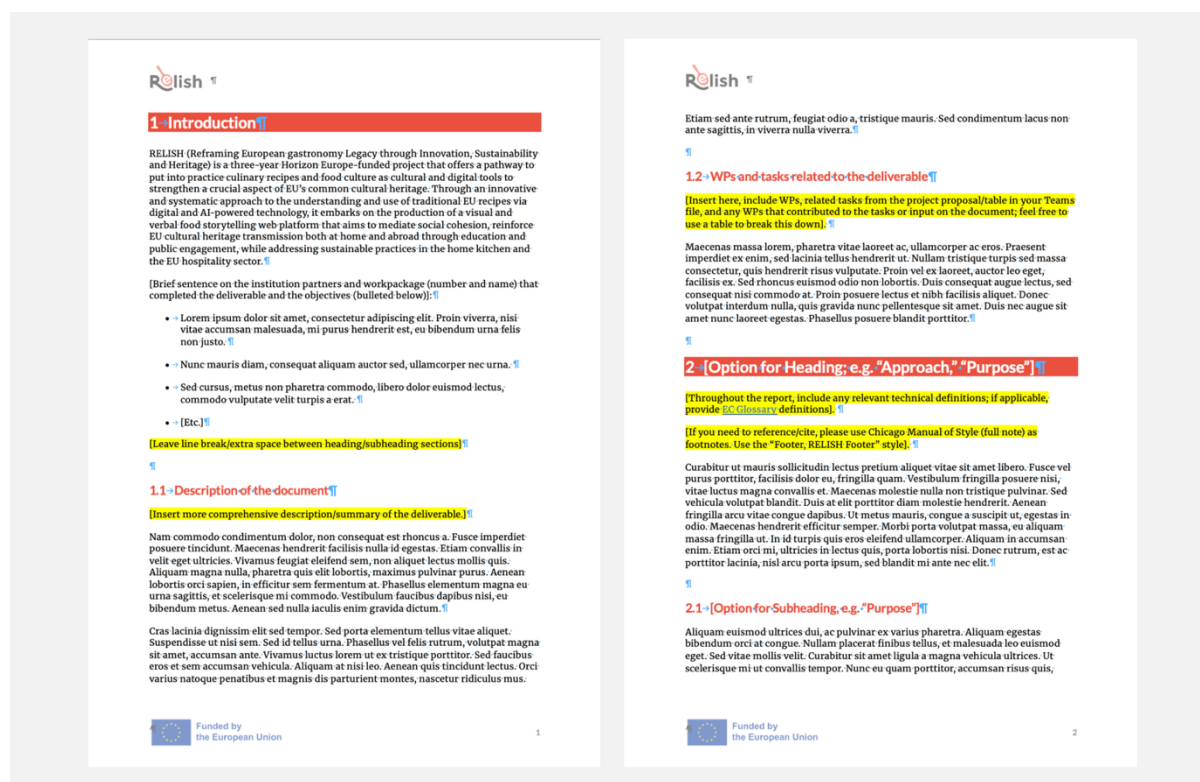 Relish
1 Introduction
RELISH (Reframing European gastronomy Legacy through Innovation, Sustainability
and Heritage) is a three-year Horizon Europe-funded project that offers a pathway to
put into practice culinary recipes and food culture as cultural and digital tools to
strengthen a crucial aspect of EU's common cultural heritage. Through an innovative
and systematic approach to the understanding and use of traditional EU recipes via
digital and AI-powered technology, it embarks on the production of a visual and
verbal food storytelling web platform that aims to mediate social cohesion, reinforce
EU cultural heritage transmission both at home and abroad through education and
public engagement, while addressing sustainable practices in the home kitchen and
the EU hospitality sector.¶
[Brief sentence on the institution partners and workpackage (number and name) that
completed the deliverable and the objectives (bulleted below)]:¶
• Lorem ipsum dolor sit amet, consectetur adipiscing elit. Proin viverra, nisi
vitae accumsan malesuada, mi purus hendrerit est, eu bibendum urna felis
non justo. ¶
• Nunc mauris diam, consequat aliquam auctor sed, ullamcorper nec urna. ¶
• Sed cursus, metus non pharetra commodo, libero dolor euismod lectus,
commodo vulputate velit turpis a erat. ¶
• [Etc.]¶
[Leave line break/extra space between heading/subheading sections]¶
¶
1.1 Description of the document¶
[Insert more comprehensive description/summary of the deliverable.]¶
Nam commodo condimentum dolor, non consequat est rhoncus a. Fusce imperdiet
posuere tincidunt. Maecenas hendrerit facilisis nulla id egestas. Etiam convallis in
velit eget ultricies. Vivamus feugiat eleifend sem, non aliquet lectus mollis quis.
Aliquam magna nulla, pharetra quis elit lobortis, maximus pulvinar purus. Aenean
lobortis orci sapien, in efficitur sem fermentum at. Phasellus elementum magna eu
urna sagittis, et scelerisque mi commodo. Vestibulum faucibus dapibus nisi, eu
bibendum metus. Aenean sed nulla iaculis enim gravida dictum.¶
Cras lacinia dignissim elit sed tempor. Sed porta elementum tellus vitae aliquet.
Suspendisse ut nisi sem. Sed id tellus urna. Phasellus vel felis rutrum, volutpat magna
sit amet, accumsan ante. Vivamus luctus lorem ut ex tristique porttitor. Sed faucibus
eros et sem accumsan vehicula. Aliquam at nisi leo. Aenean quis tincidunt lectus. Orci
varius natoque penatibus et magnis dis parturient montes, nascetur ridiculus mus.
Funded by
the European Union
1
Relish ¶
Etiam sed ante rutrum, feugiat odio a, tristique mauris. Sed condimentum lacus non
ante sagittis, in viverra nulla viverra.¶
¶
1.2 WPs and tasks related to the deliverable¶
[Insert here, include WPs, related tasks from the project proposal/table in your Teams
file, and any WPs that contributed to the tasks or input on the document; feel free to
use a table to break this down]. ¶
Maecenas massa lorem, pharetra vitae laoreet ac, ullamcorper ac eros. Praesent
imperdiet ex enim, sed lacinia tellus hendrerit ut. Nullam tristique turpis sed massa
consectetur, quis hendrerit risus vulputate. Proin vel ex laoreet, auctor leo eget,
facilisis ex. Sed rhoncus euismod odio non lobortis. Duis consequat augue lectus, sed
consequat nisi commodo at. Proin posuere lectus et nibh facilisis aliquet. Donec
volutpat interdum nulla, quis gravida nunc pellentesque sit amet. Duis nec augue sit
amet nunc laoreet egestas. Phasellus posuere blandit porttitor.¶
¶
2 [Option for Heading; e.g. “Approach,” “Purpose”]¶
[Throughout the report, include any relevant technical definitions; if applicable,
provide EC Glossary definitions]. ¶
[If you need to reference/cite, please use Chicago Manual of Style (full note) as
footnotes. Use the “Footer, RELISH Footer” style]. ¶
Curabitur ut mauris sollicitudin lectus pretium aliquet vitae sit amet libero. Fusce vel
purus porttitor, facilisis dolor eu, fringilla quam. Vestibulum fringilla posuere nisi,
vitae luctus magna convallis et. Maecenas molestie nulla non tristique pulvinar. Sed
vehicula volutpat blandit. Duis at elit porttitor diam molestie hendrerit. Aenean
fringilla arcu vitae congue dapibus. Ut metus mauris, congue a suscipit ut, egestas in
odio. Maecenas hendrerit efficitur semper. Morbi porta volutpat massa, eu aliquam
massa fringilla ut. In id turpis quis eros eleifend ullamcorper. Aliquam in accumsan
enim. Etiam orci mi, ultricies in lectus quis, porta lobortis nisi. Donec rutrum, est ac
porttitor lacinia, nisl arcu porta ipsum, sed blandit mi ante nec elit.¶
¶
2.1 [Option for Subheading, e.g. “Purpose”]¶
Aliquam euismod ultrices dui, ac pulvinar ex varius pharetra. Aliquam egestas
bibendum orci at congue. Nullam placerat finibus tellus, et malesuada leo euismod
eget. Sed vitae mollis velit. Curabitur sit amet ligula a magna vehicula ultrices. Ut
scelerisque mi ut convallis tempor. Nunc eu quam porttitor, accumsan risus quis,
Funded by
the European Union
2